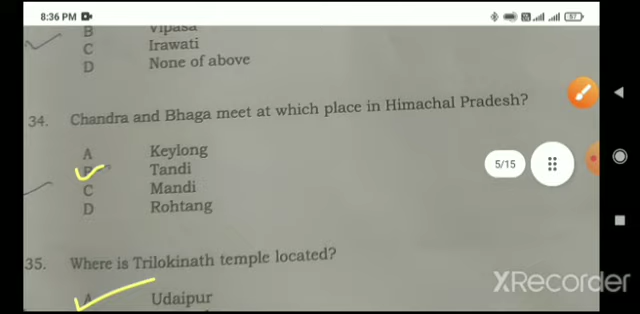 8:36 PM
57
B Vipasa
C Irawati
D None of above
34. Chandra and Bhaga meet at which place in Himachal Pradesh?
A Keylong
B Tandi
C Mandi
D Rohtang
5/15
35. Where is Trilokinath temple located?
XRecorder
A Udaipur